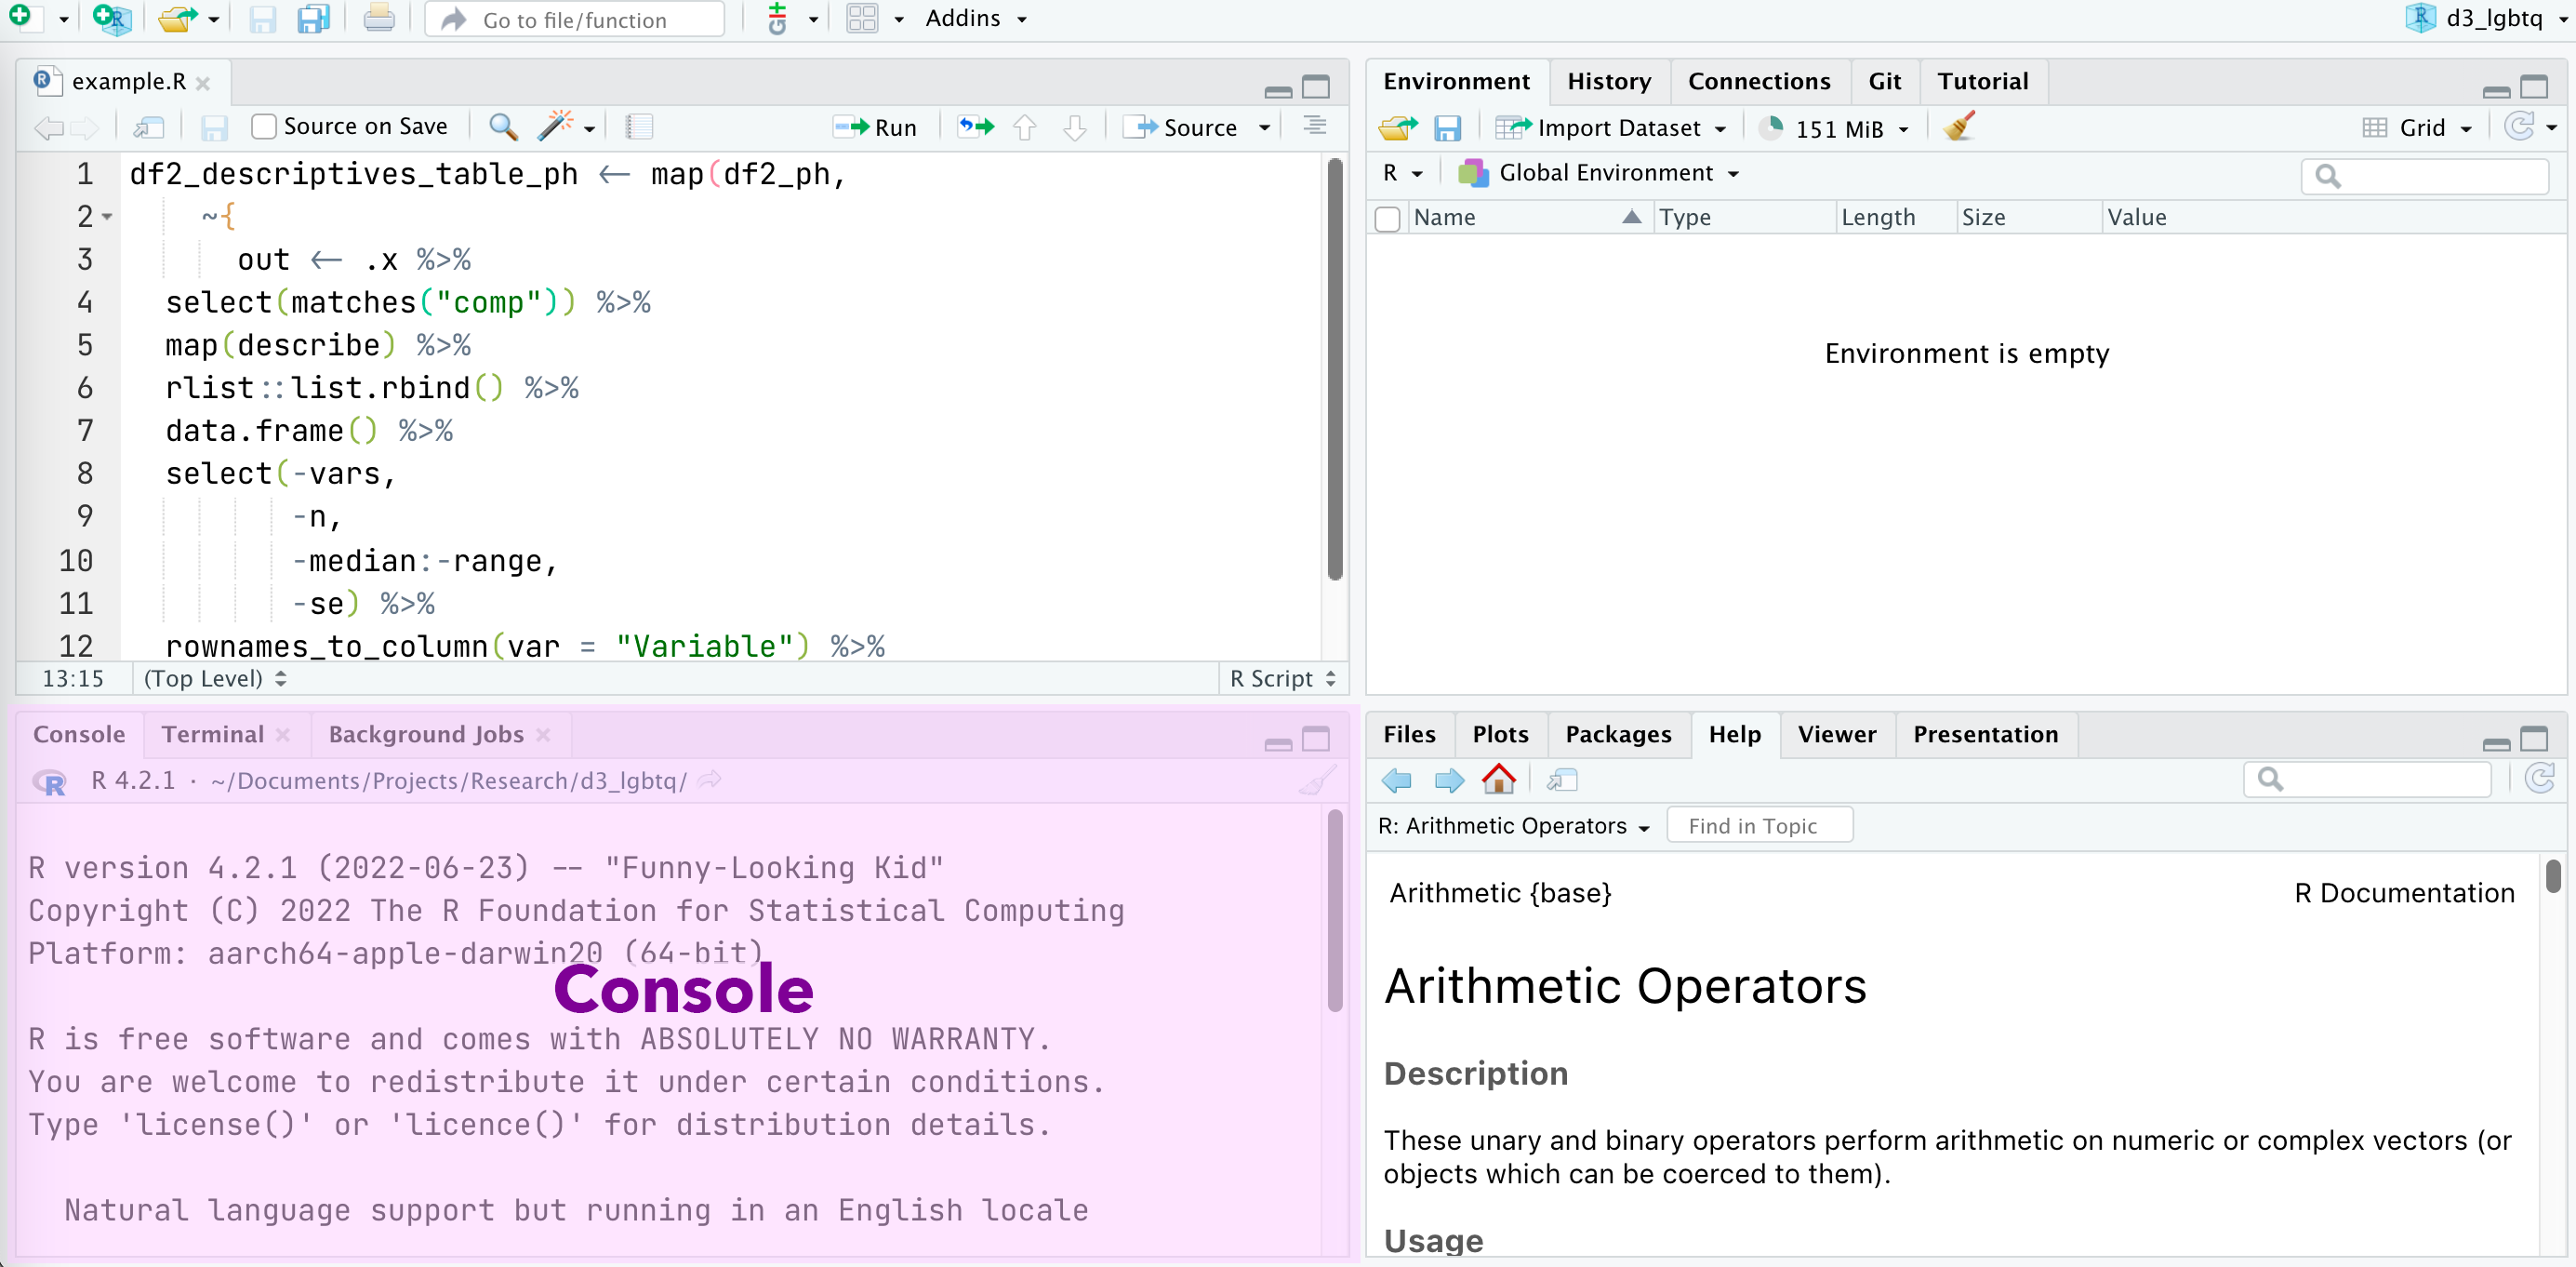 Go to file/function
Git
Addins
d3_lgbtq
example.R
Source on Save
Run
Source
1 df2_descriptives_table_ph <- map(df2_ph,
2 ~{
3 out <- .x %>%
4 select(matches("comp")) %>%
5 map(describe) %>%
6 rlist::list.rbind() %>%
7 data.frame() %>%
8 select(-vars,
9 -n,
10 -median:-range,
11 -se) %>%
12 rownames_to_column(var = "Variable") %>%
13:15 (Top Level) R Script
Environment History Connections Git Tutorial
Import Dataset 151 MiB Grid
R Global Environment
Name Type Length Size Value
Environment is empty
Console Terminal Background Jobs
R 4.2.1 · ~/Documents/Projects/Research/d3_lgbtq/
R version 4.2.1 (2022-06-23) -- "Funny-Looking Kid"
Copyright (C) 2022 The R Foundation for Statistical Computing
Platform: aarch64-apple-darwin20 (64-bit)
Console
R is free software and comes with ABSOLUTELY NO WARRANTY.
You are welcome to redistribute it under certain conditions.
Type 'license()' or 'licence()' for distribution details.
Natural language support but running in an English locale
Files Plots Packages Help Viewer Presentation
R: Arithmetic Operators Find in Topic
Arithmetic {base} R Documentation
Arithmetic Operators
Description
These unary and binary operators perform arithmetic on numeric or complex vectors (or
objects which can be coerced to them).
Usage